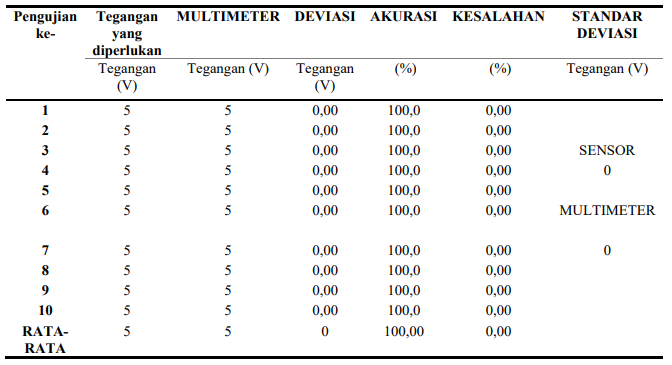 Pengujian Tegangan MULTIMETER DEVIASI AKURASI KESALAHAN STANDAR
ke- yang DEVIASI
diperlukan
Tegangan Tegangan (V) Tegangan (%) (%) Tegangan (V)
(V) (V)
1 5 5 0,00 100,0 0,00
2 5 5 0,00 100,0 0,00
3 5 5 0,00 100,0 0,00 SENSOR
4 5 5 0,00 100,0 0,00 0
5 5 5 0,00 100,0 0,00
6 5 5 0,00 100,0 0,00 MULTIMETER
7 5 5 0,00 100,0 0,00 0
8 5 5 0,00 100,0 0,00
9 5 5 0,00 100,0 0,00
10 5 5 0,00 100,0 0,00
RATA- 5 5 0 100,00 0,00
RATA